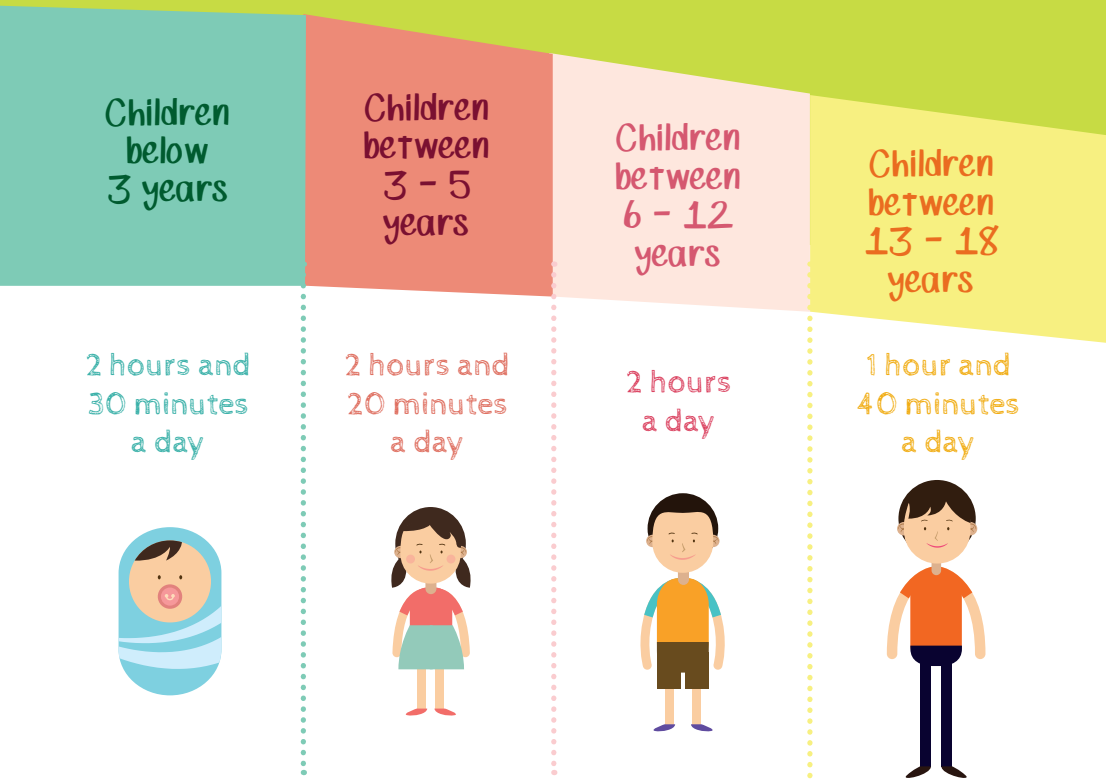 Children
below
3 years
2 hours and
30 minutes
a day
Children
between
3 - 5
years
2 hours and
20 minutes
a day
Children
between
6 - 12
years
2 hours
a day
Children
between
13 - 18
years
1 hour and
40 minutes
a day